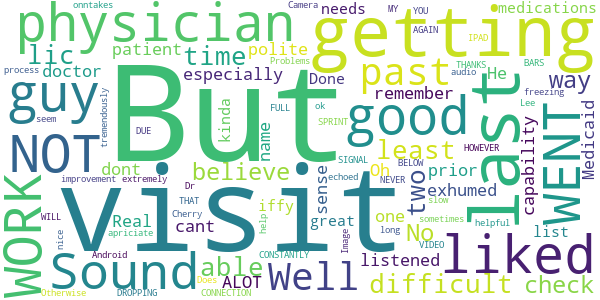 onntakes
Camera
needs
MY
YOU
medications
physician
getting
AGAIN
lic
time
patient
polite
IPAD
process
doctor
especially
THANKS
BARS
Problems
Done
past
He
way
audio
guy
But
kinda
FULL
ok
remember
freezing
Lee
seem
tremendously
DUE
SPRINT
good
last
WENT
Medicaid
NOT
name
SIGNAL
least
HOWEVER
capability
dont
believe
BELOW
Oh
prior
improvement
extremely
sense
echoed
two
NEVER
exhumed
WORK
visit
WILL
Dr
THAT
slow
Real
Cherry
cant
iffy
great
one
sometimes
list
apriciate
help
long
No
helpful
nice
Sound
Android
CONSTANTLY
Image
VIDEO
listened
liked
able
Does
ALOT
Well
difficult
check
Otherwise
DROPPING
CONNECTION